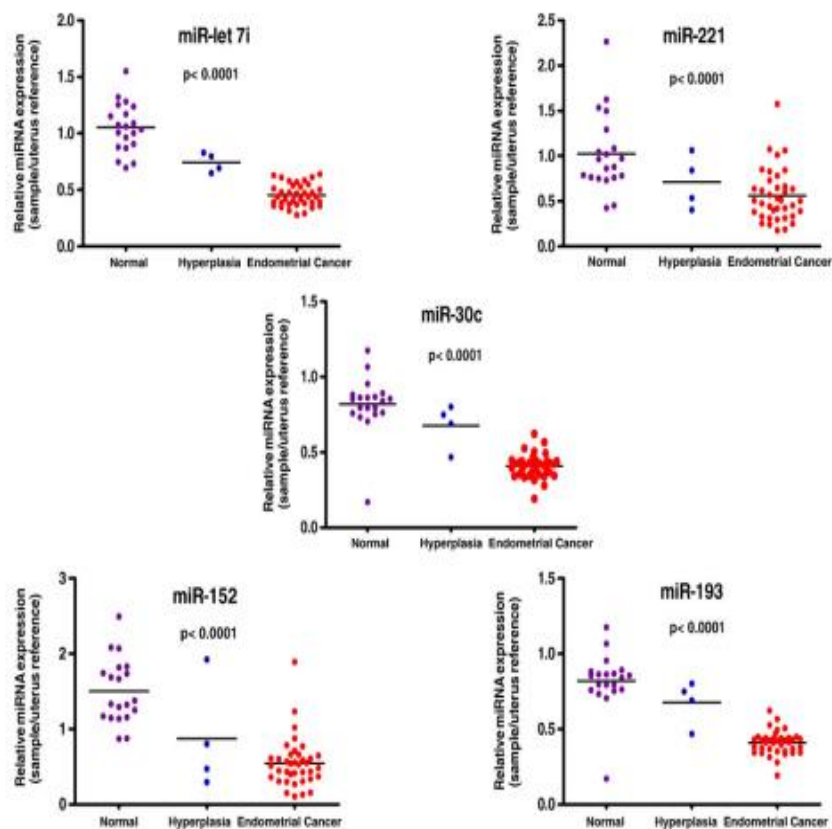 miR-let 7i
p< 0.0001
Relative miRNA expression
(sample/uterus reference)
2.0
1.5
1.0
0.5
0.0
Normal Hyperplasia Endometrial Cancer
miR-221
p< 0.0001
Relative miRNA expression
(sample/uterus reference)
2.5
2.0
1.5
1.0
0.5
0.0
Normal Hyperplasia Endometrial Cancer
miR-30c
p< 0.0001
Relative miRNA expression
(sample/uterus reference)
1.5
1.0
0.5
0.0
Normal Hyperplasia Endometrial Cancer
miR-152
p< 0.0001
Relative miRNA expression
(sample/uterus reference)
3
2
1
0
Normal Hyperplasia Endometrial Cancer
miR-193
p< 0.0001
Relative miRNA expression
(sample/uterus reference)
1.5
1.0
0.5
0.0
Normal Hyperplasia Endometrial Cancer